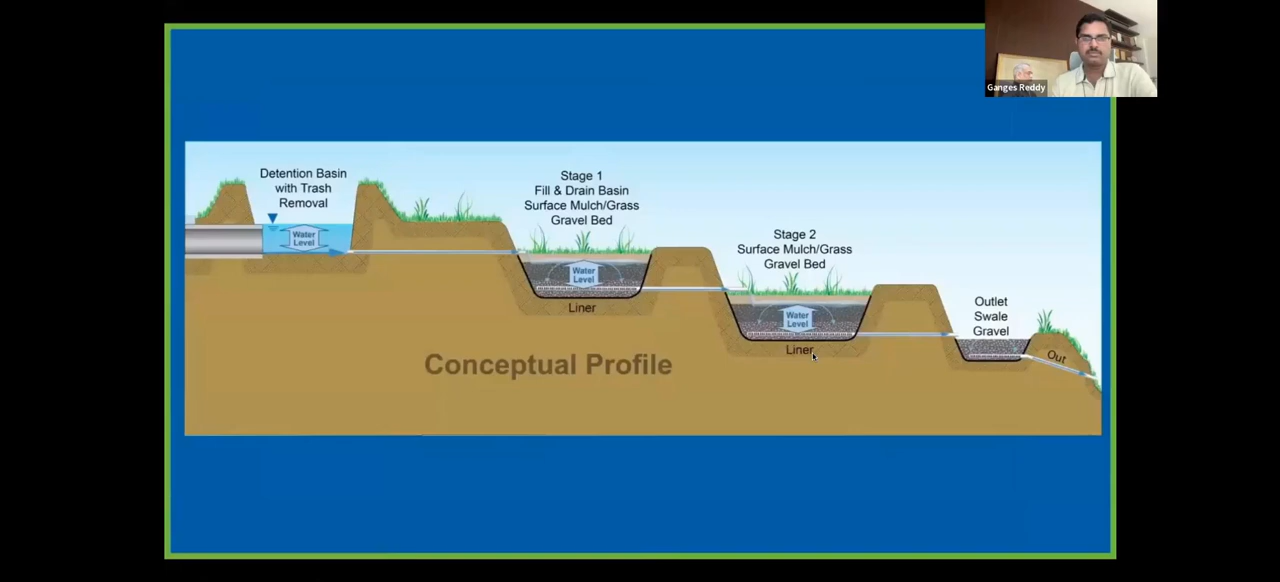 Ganges Reddy
Detention Basin
with Trash
Removal
Water
Level
Stage 1
Fill & Drain Basin
Surface Mulch/Grass
Gravel Bed
Water
Level
Liner
Stage 2
Surface Mulch/Grass
Gravel Bed
Water
Level
Liner
Outlet
Swale
Gravel
Out
Conceptual Profile